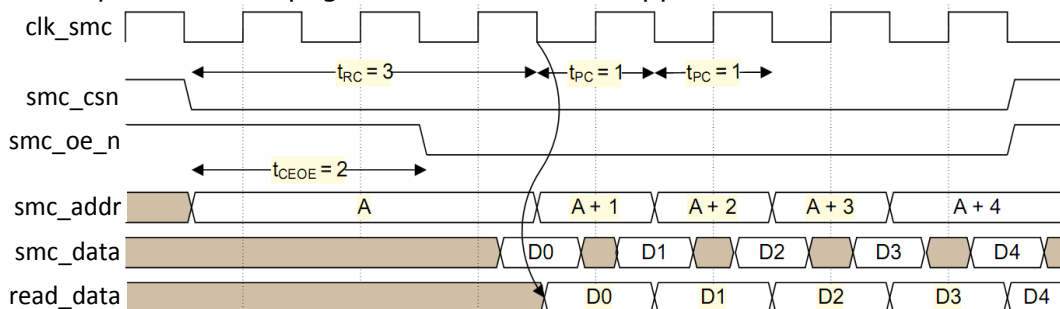 clk_smc
tRC = 3 tPC = 1 tPC = 1
smc_csn
smc_oe_n
tCEOE = 2
smc_addr A A + 1 A + 2 A + 3 A + 4
smc_data D0 D1 D2 D3 D4
read_data D0 D1 D2 D3 D4